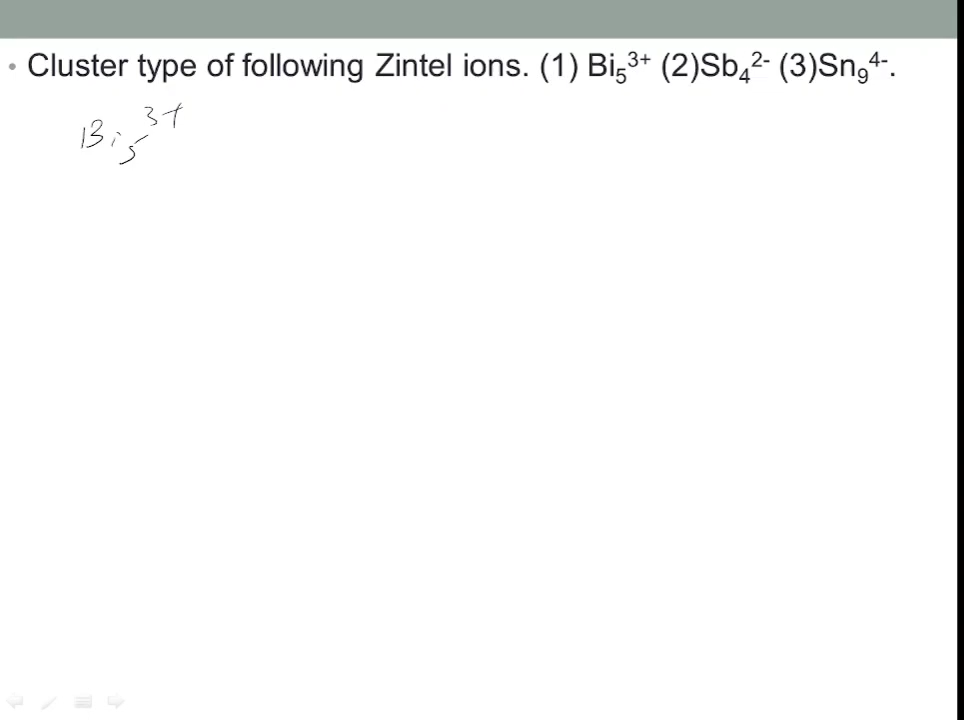 • Cluster type of following Zintel ions. (1) Bi₅³⁺ (2)Sb₄²⁻ (3)Sn₉⁴⁻.
Bi₅³⁺